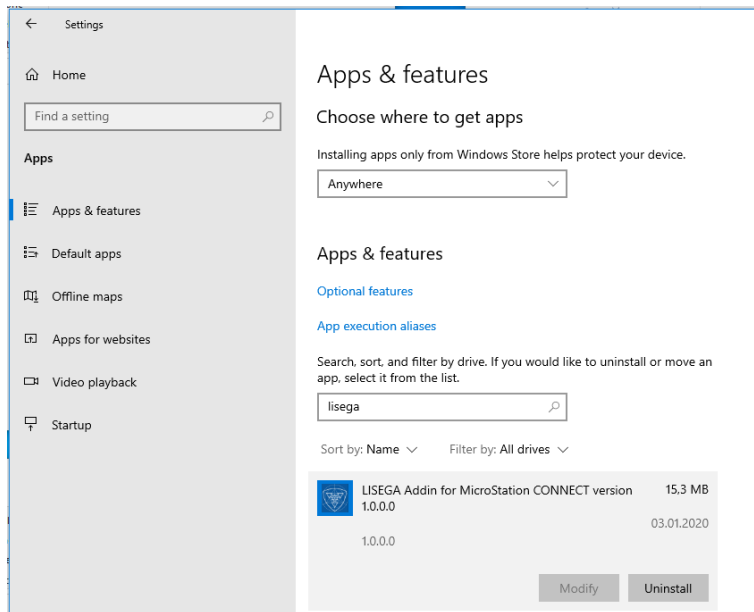 Settings
Home
Find a setting
Apps
Apps & features
Default apps
Offline maps
Apps for websites
Video playback
Startup
Apps & features
Choose where to get apps
Installing apps only from Windows Store helps protect your device.
Anywhere
Apps & features
Optional features
App execution aliases
Search, sort, and filter by drive. If you would like to uninstall or move an
app, select it from the list.
lisega
Sort by: Name Filter by: All drives
LISEGA Addin for MicroStation CONNECT version 15,3 MB
1.0.0.0
03.01.2020
1.0.0.0
Modify Uninstall